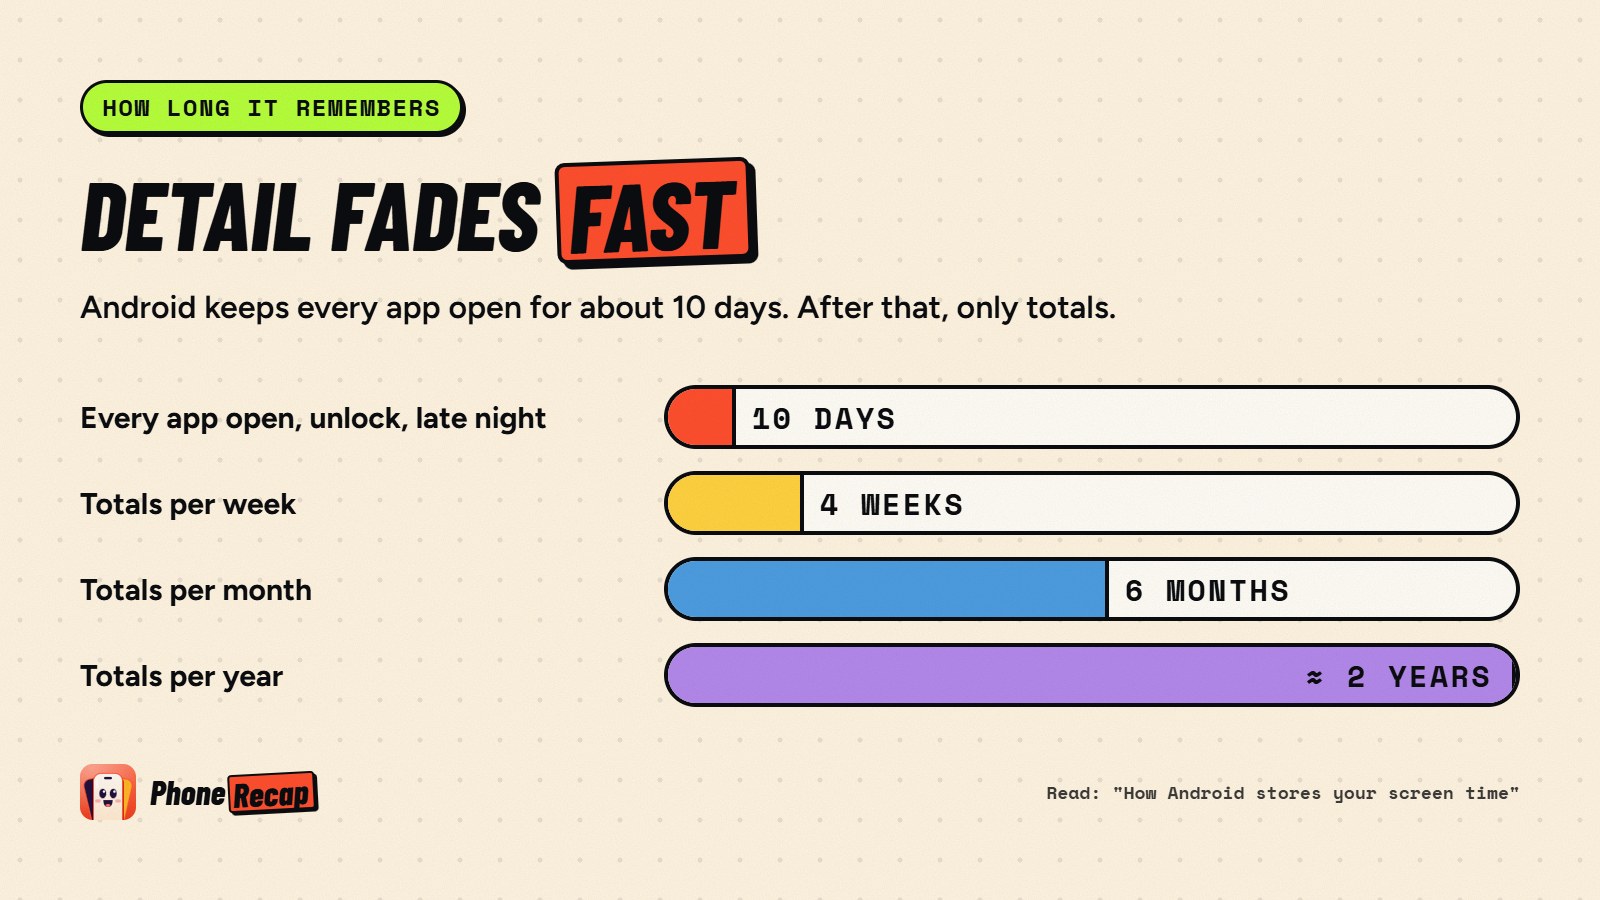 HOW LONG IT REMEMBERS
DETAIL FADES FAST
Android keeps every app open for about 10 days. After that, only totals.
Every app open, unlock, late night
10 DAYS
Totals per week
4 WEEKS
Totals per month
6 MONTHS
Totals per year
≈ 2 YEARS
Phone Recap
Read: "How Android stores your screen time"